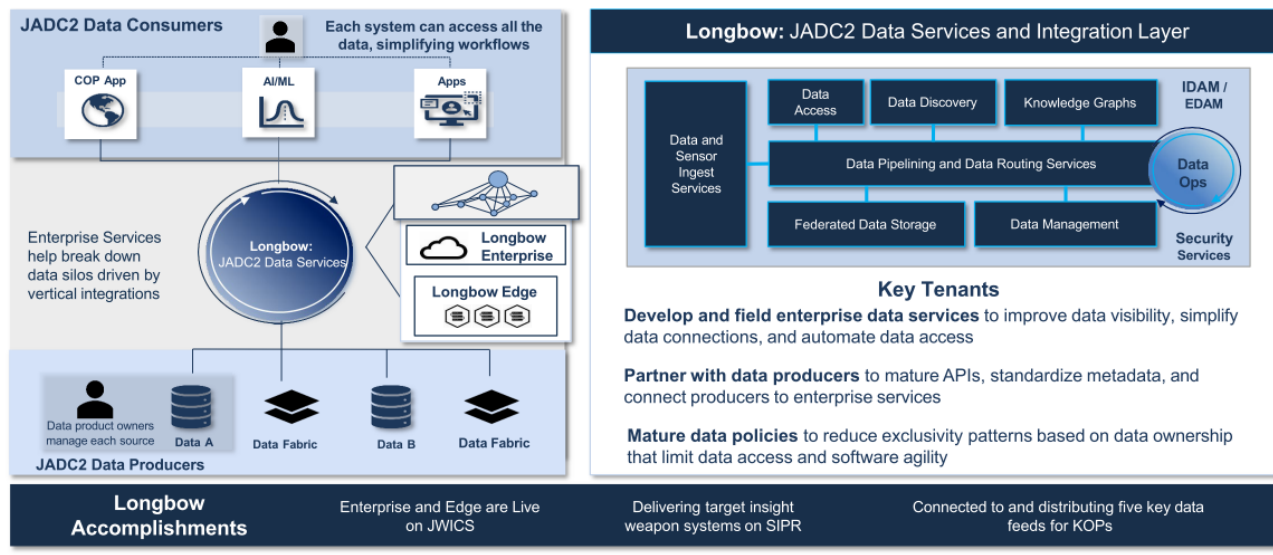 JADC2 Data Consumers
Each system can access all the
data, simplifying workflows
COP App
AI/ML
Apps
Enterprise Services
help break down
data silos driven by
vertical integrations
Longbow:
JADC2 Data Services
Longbow
Enterprise
Longbow Edge
Data product owners
manage each source
Data A
Data Fabric
Data B
Data Fabric
JADC2 Data Producers
Longbow: JADC2 Data Services and Integration Layer
Data and
Sensor
Ingest
Services
Data
Access
Data Discovery
Knowledge Graphs
IDAM /
EDAM
Data Pipelining and Data Routing Services
Data
Ops
Federated Data Storage
Data Management
Security
Services
Key Tenants
Develop and field enterprise data services to improve data visibility, simplify
data connections, and automate data access
Partner with data producers to mature APIs, standardize metadata, and
connect producers to enterprise services
Mature data policies to reduce exclusivity patterns based on data ownership
that limit data access and software agility
Longbow
Accomplishments
Enterprise and Edge are Live
on JWICS
Delivering target insight
weapon systems on SIPR
Connected to and distributing five key data
feeds for KOPs